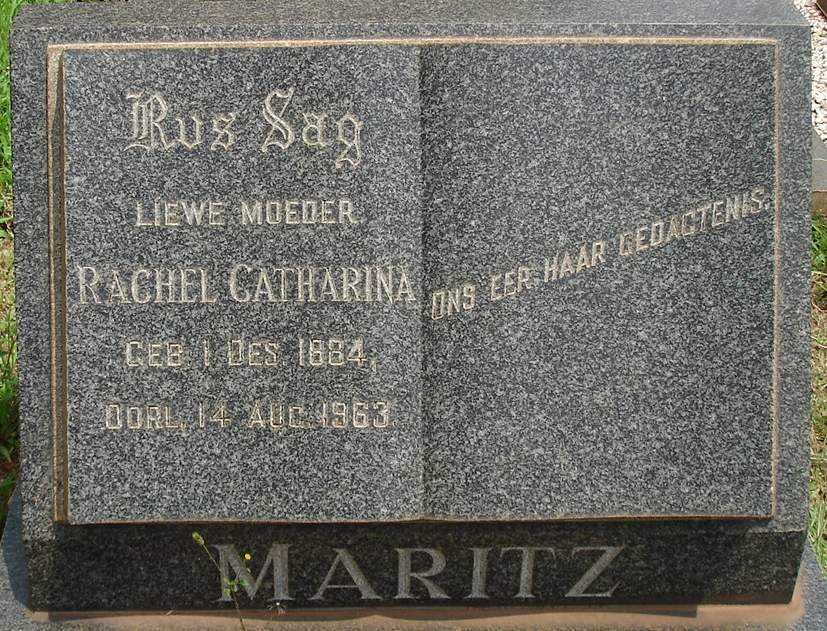 Rus Sag
LIEWE MOEDER
RACHEL CATHARINA
GEB. 1 DES. 1884,
OORL. 14 AUG. 1963.
ONS EER HAAR GEDAGTENIS.
MARITZ